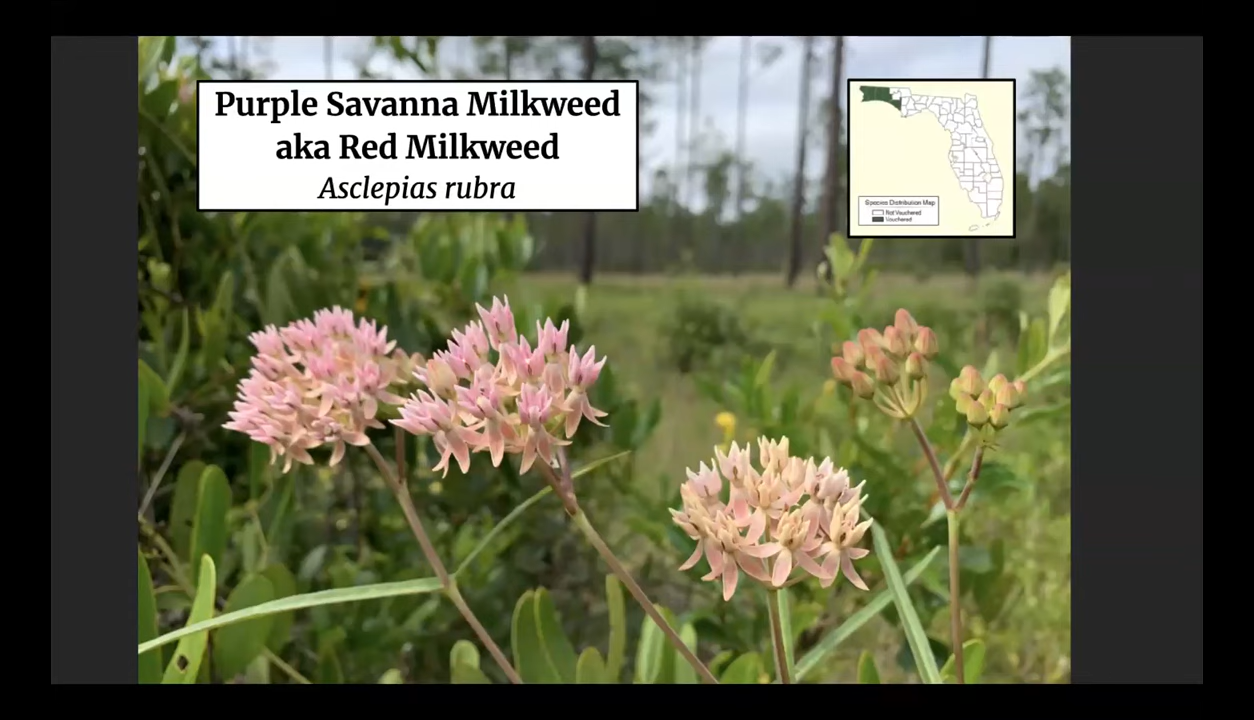 Purple Savanna Milkweed
aka Red Milkweed
Asclepias rubra
Species Distribution Map
Not Vouchered
Vouchered